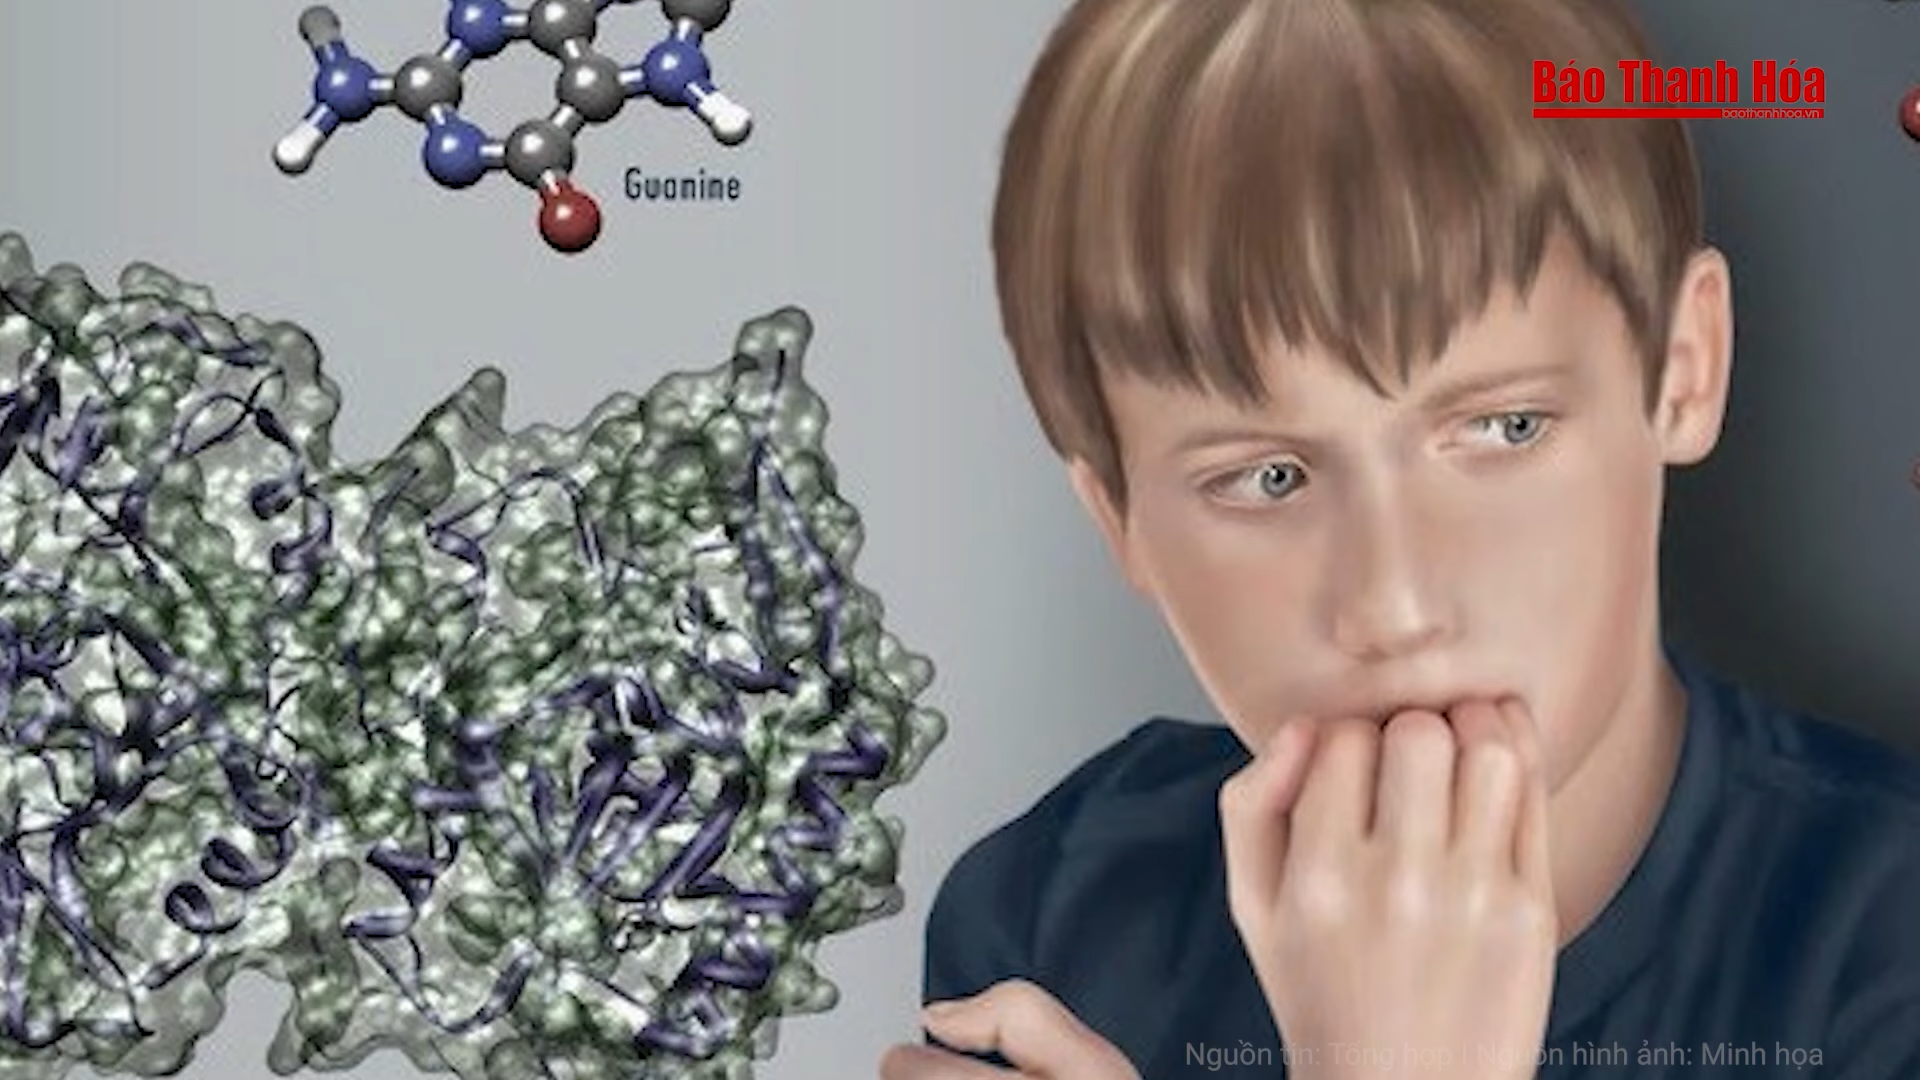 Báo Thanh Hóa
baothanhhoa.vn
Guanine
Nguồn tin: Tổng hợp | Nguồn hình ảnh: Minh họa